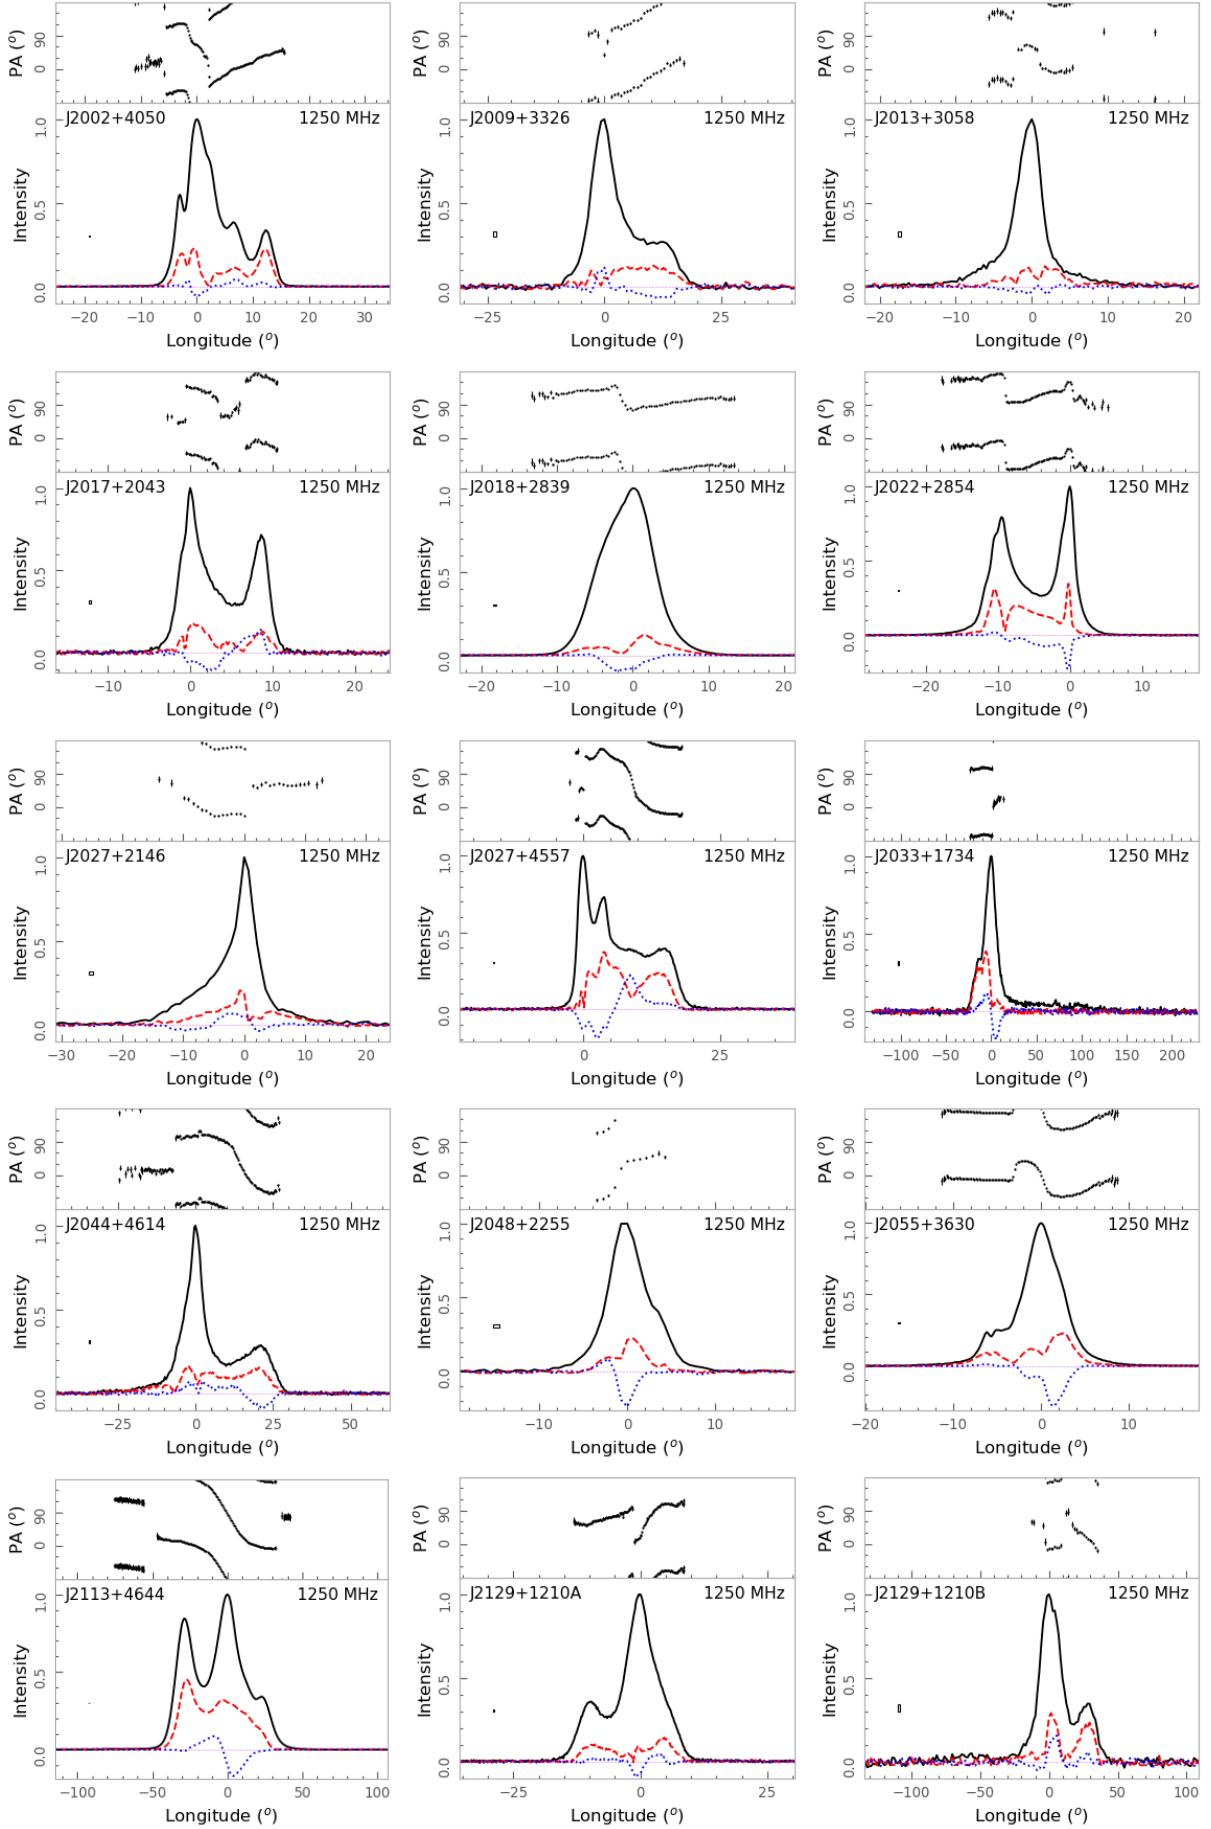 PA (°) 90 0
PA (°) 90 0
PA (°) 90 0
J2002+4050 1250 MHz
J2009+3326 1250 MHz
J2013+3058 1250 MHz
Intensity 1.0 0.5 0.0
Intensity 1.0 0.5 0.0
Intensity 1.0 0.5 0.0
−20 −10 0 10 20 30
−25 0 25
−20 −10 0 10 20
Longitude (°)
Longitude (°)
Longitude (°)
PA (°) 90 0
PA (°) 90 0
PA (°) 90 0
J2017+2043 1250 MHz
J2018+2839 1250 MHz
J2022+2854 1250 MHz
Intensity 1.0 0.5 0.0
Intensity 1.0 0.5 0.0
Intensity 1.0 0.5 0.0
−10 0 10 20
−20 −10 0 10 20
−20 −10 0 10
Longitude (°)
Longitude (°)
Longitude (°)
PA (°) 90 0
PA (°) 90 0
PA (°) 90 0
J2027+2146 1250 MHz
J2027+4557 1250 MHz
J2033+1734 1250 MHz
Intensity 1.0 0.5 0.0
Intensity 1.0 0.5 0.0
Intensity 1.0 0.5 0.0
−30 −20 −10 0 10 20
0 25
−100 −50 0 50 100 150 200
Longitude (°)
Longitude (°)
Longitude (°)
PA (°) 90 0
PA (°) 90 0
PA (°) 90 0
J2044+4614 1250 MHz
J2048+2255 1250 MHz
J2055+3630 1250 MHz
Intensity 1.0 0.5 0.0
Intensity 1.0 0.5 0.0
Intensity 1.0 0.5 0.0
−25 0 25 50
−10 0 10
−20 −10 0 10
Longitude (°)
Longitude (°)
Longitude (°)
PA (°) 90 0
PA (°) 90 0
PA (°) 90 0
J2113+4644 1250 MHz
J2129+1210A 1250 MHz
J2129+1210B 1250 MHz
Intensity 1.0 0.5 0.0
Intensity 1.0 0.5 0.0
Intensity 1.0 0.5 0.0
−100 −50 0 50 100
−25 0 25
−100 −50 0 50 100
Longitude (°)
Longitude (°)
Longitude (°)